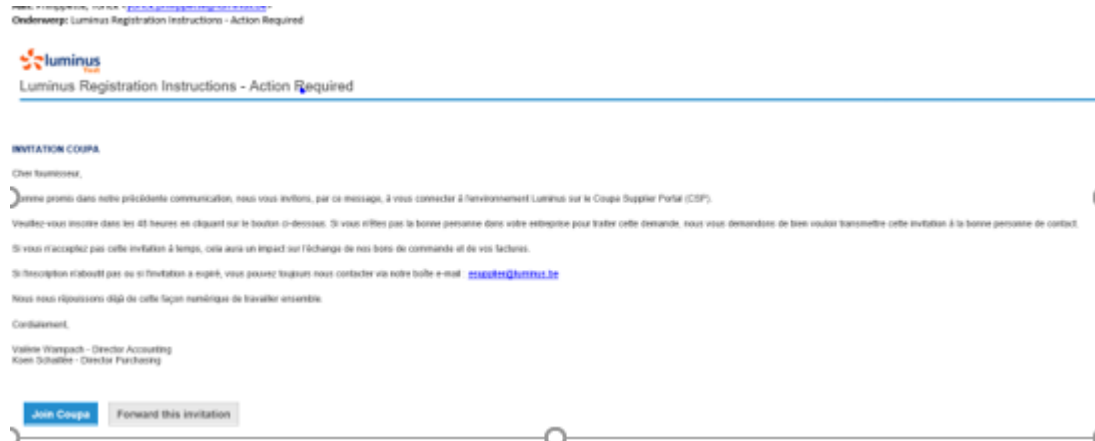 Onderwerp: Luminus Registration Instructions - Action Required
luminus
Luminus Registration Instructions - Action Required
INVITATION COUPA
Cher fournisseur,
Comme promis dans notre précédente communication, nous vous invitons, par ce message, à vous connecter à l'environnement Luminus sur le Coupa Supplier Portal (CSP).
Veuillez-vous inscrire dans les 48 heures en cliquant sur le bouton ci-dessous. Si vous n'êtes pas la bonne personne dans votre entreprise pour traiter cette demande, nous vous demandons de bien vouloir transmettre cette invitation à la bonne personne de contact.
Si vous n'acceptez pas cette invitation à temps, cela aura un impact sur l'échange de nos bons de commande et de vos factures.
Si l'inscription n'aboutit pas ou si l'invitation a expiré, vous pouvez toujours nous contacter via notre boîte e-mail esupplier@luminus.be
Nous nous réjouissons déjà de cette façon numérique de travailler ensemble.
Cordialement,
Valérie Wampach - Director Accounting
Koen Schaillée - Director Purchasing
Join Coupa
Forward this invitation